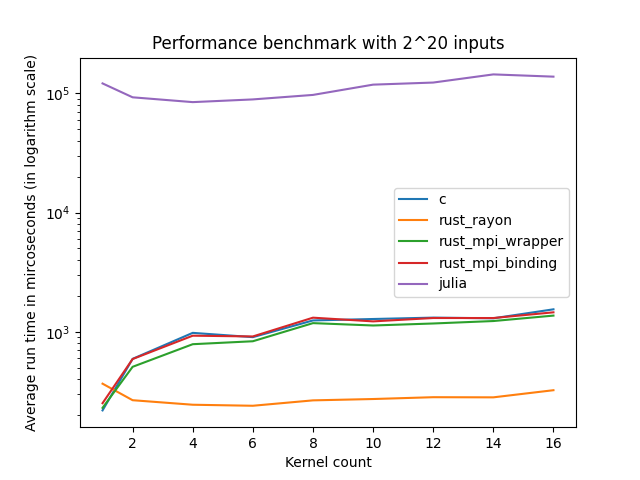 Performance benchmark with 2^20 inputs
Average run time in mircoseconds (in logarithm scale)
10^5
10^4
10^3
c
rust_rayon
rust_mpi_wrapper
rust_mpi_binding
julia
2 4 6 8 10 12 14 16
Kernel count